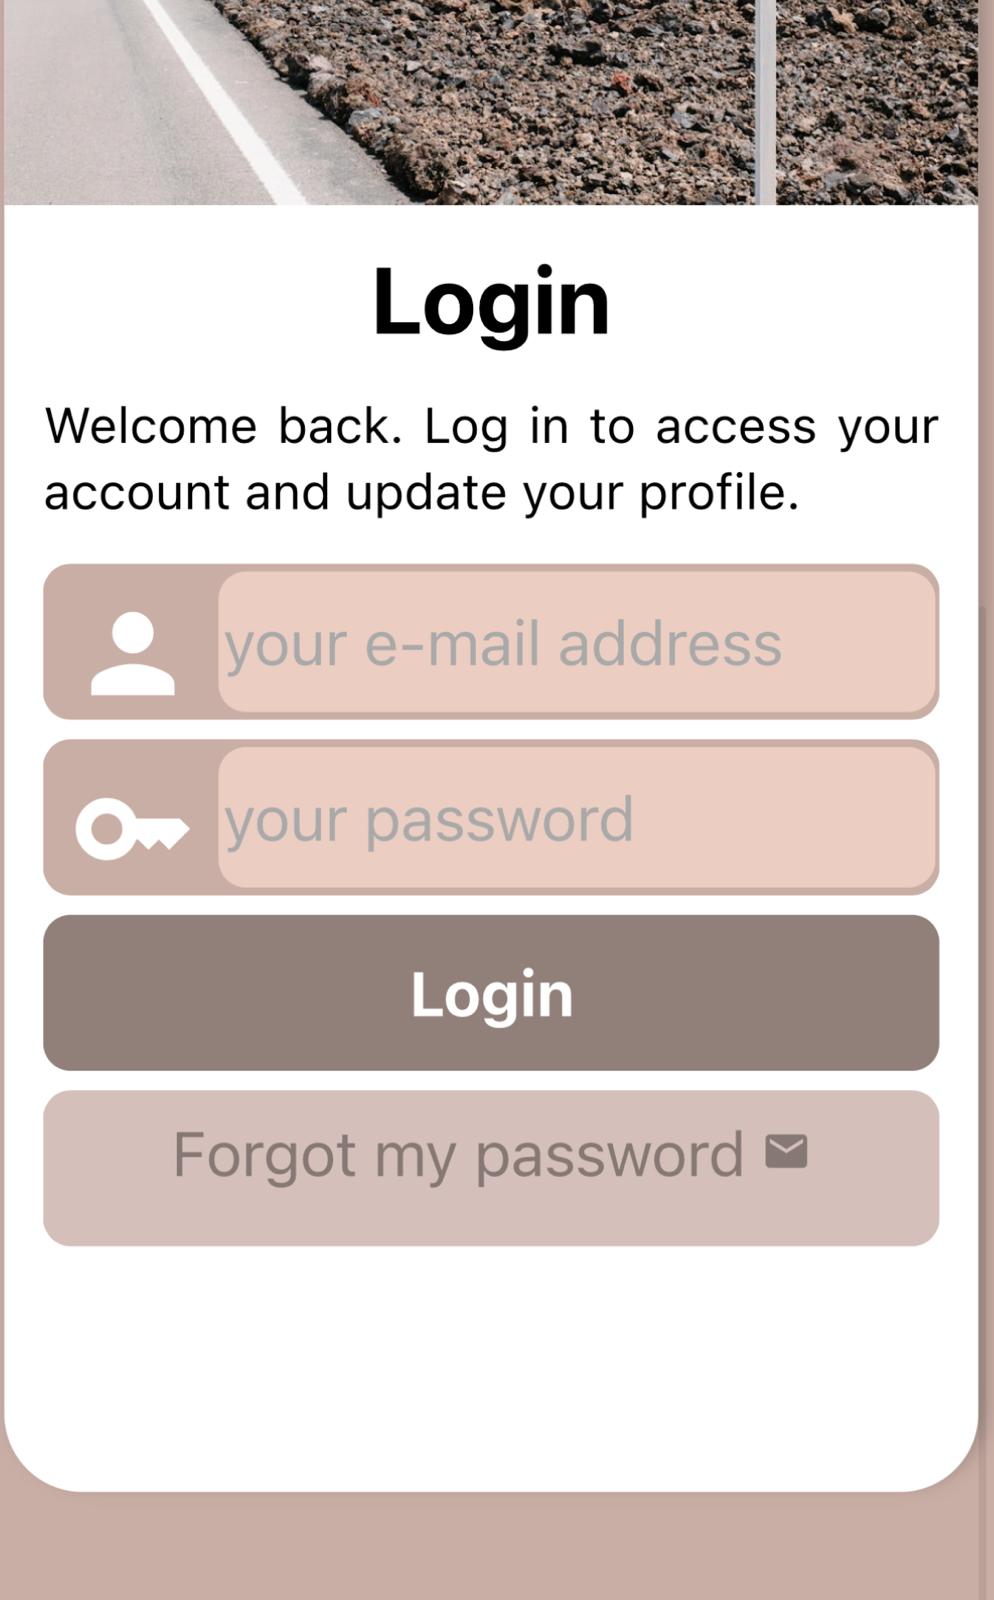 Login
Welcome back. Log in to access your
account and update your profile.
your e-mail address
your password
Login
Forgot my password